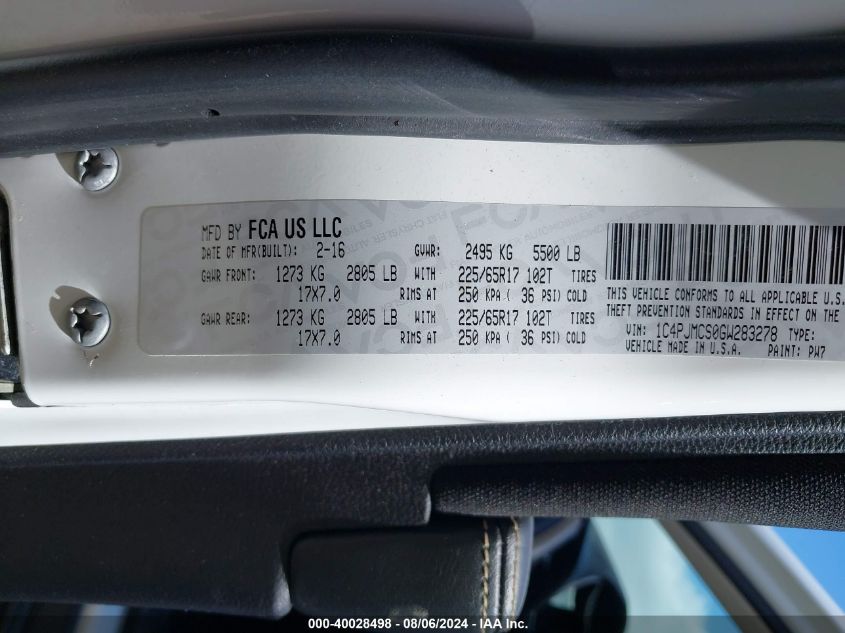 MFD BY FCA US LLC
DATE OF MFR(BUILT): 2-16 GVWR: 2495 KG 5500 LB
GAWR FRONT: 1273 KG 2805 LB WITH 225/65R17 102T TIRES
17X7.0 RIMS AT 250 KPA ( 36 PSI) COLD
GAWR REAR: 1273 KG 2805 LB WITH 225/65R17 102T TIRES
17X7.0 RIMS AT 250 KPA ( 36 PSI) COLD
THIS VEHICLE CONFORMS TO ALL APPLICABLE U.S.
THEFT PREVENTION STANDARDS IN EFFECT ON THE
VIN: 1C4PJMCS0GW283278 TYPE:
VEHICLE MADE IN U.S.A. PAINT: PW7
000-40028498 - 08/06/2024 - IAA Inc.